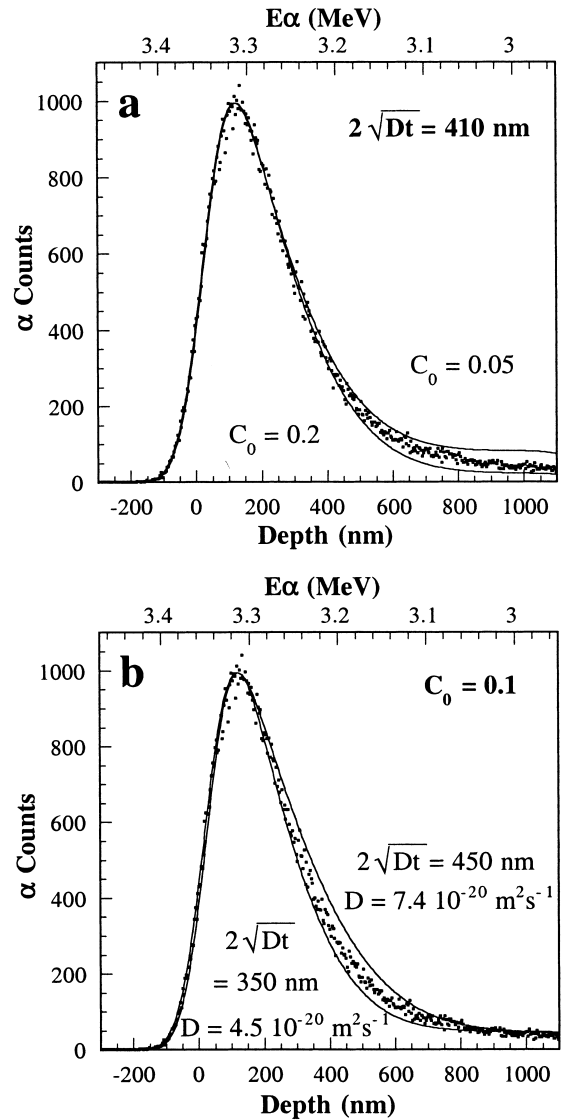 Eα (MeV)
3.4 3.3 3.2 3.1 3
a
2√Dt = 410 nm
1000
800
600
400
200
0
α Counts
C₀ = 0.05
C₀ = 0.2
-200 0 200 400 600 800 1000
Depth (nm)
Eα (MeV)
3.4 3.3 3.2 3.1 3
b
C₀ = 0.1
1000
800
600
400
200
0
α Counts
2√Dt = 450 nm
D = 7.4 10⁻²⁰ m²s⁻¹
2√Dt
= 350 nm
D = 4.5 10⁻²⁰ m²s⁻¹
-200 0 200 400 600 800 1000
Depth (nm)